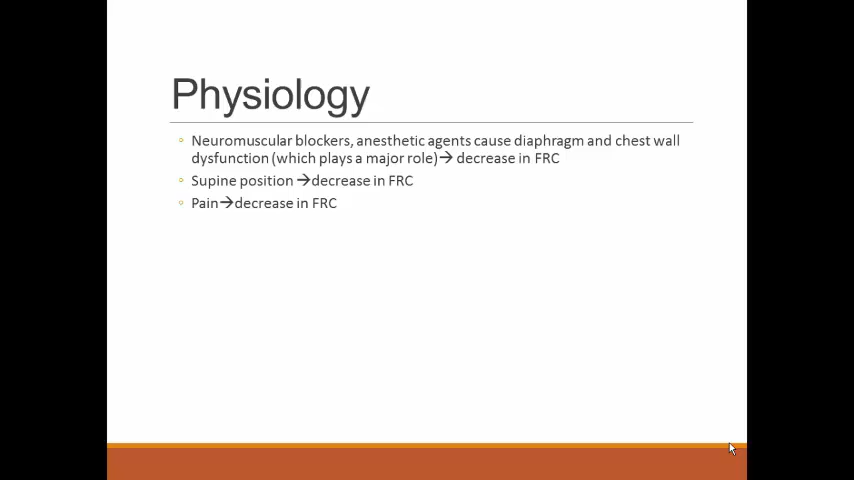 Physiology
◦ Neuromuscular blockers, anesthetic agents cause diaphragm and chest wall
dysfunction (which plays a major role)→ decrease in FRC
◦ Supine position →decrease in FRC
◦ Pain→decrease in FRC